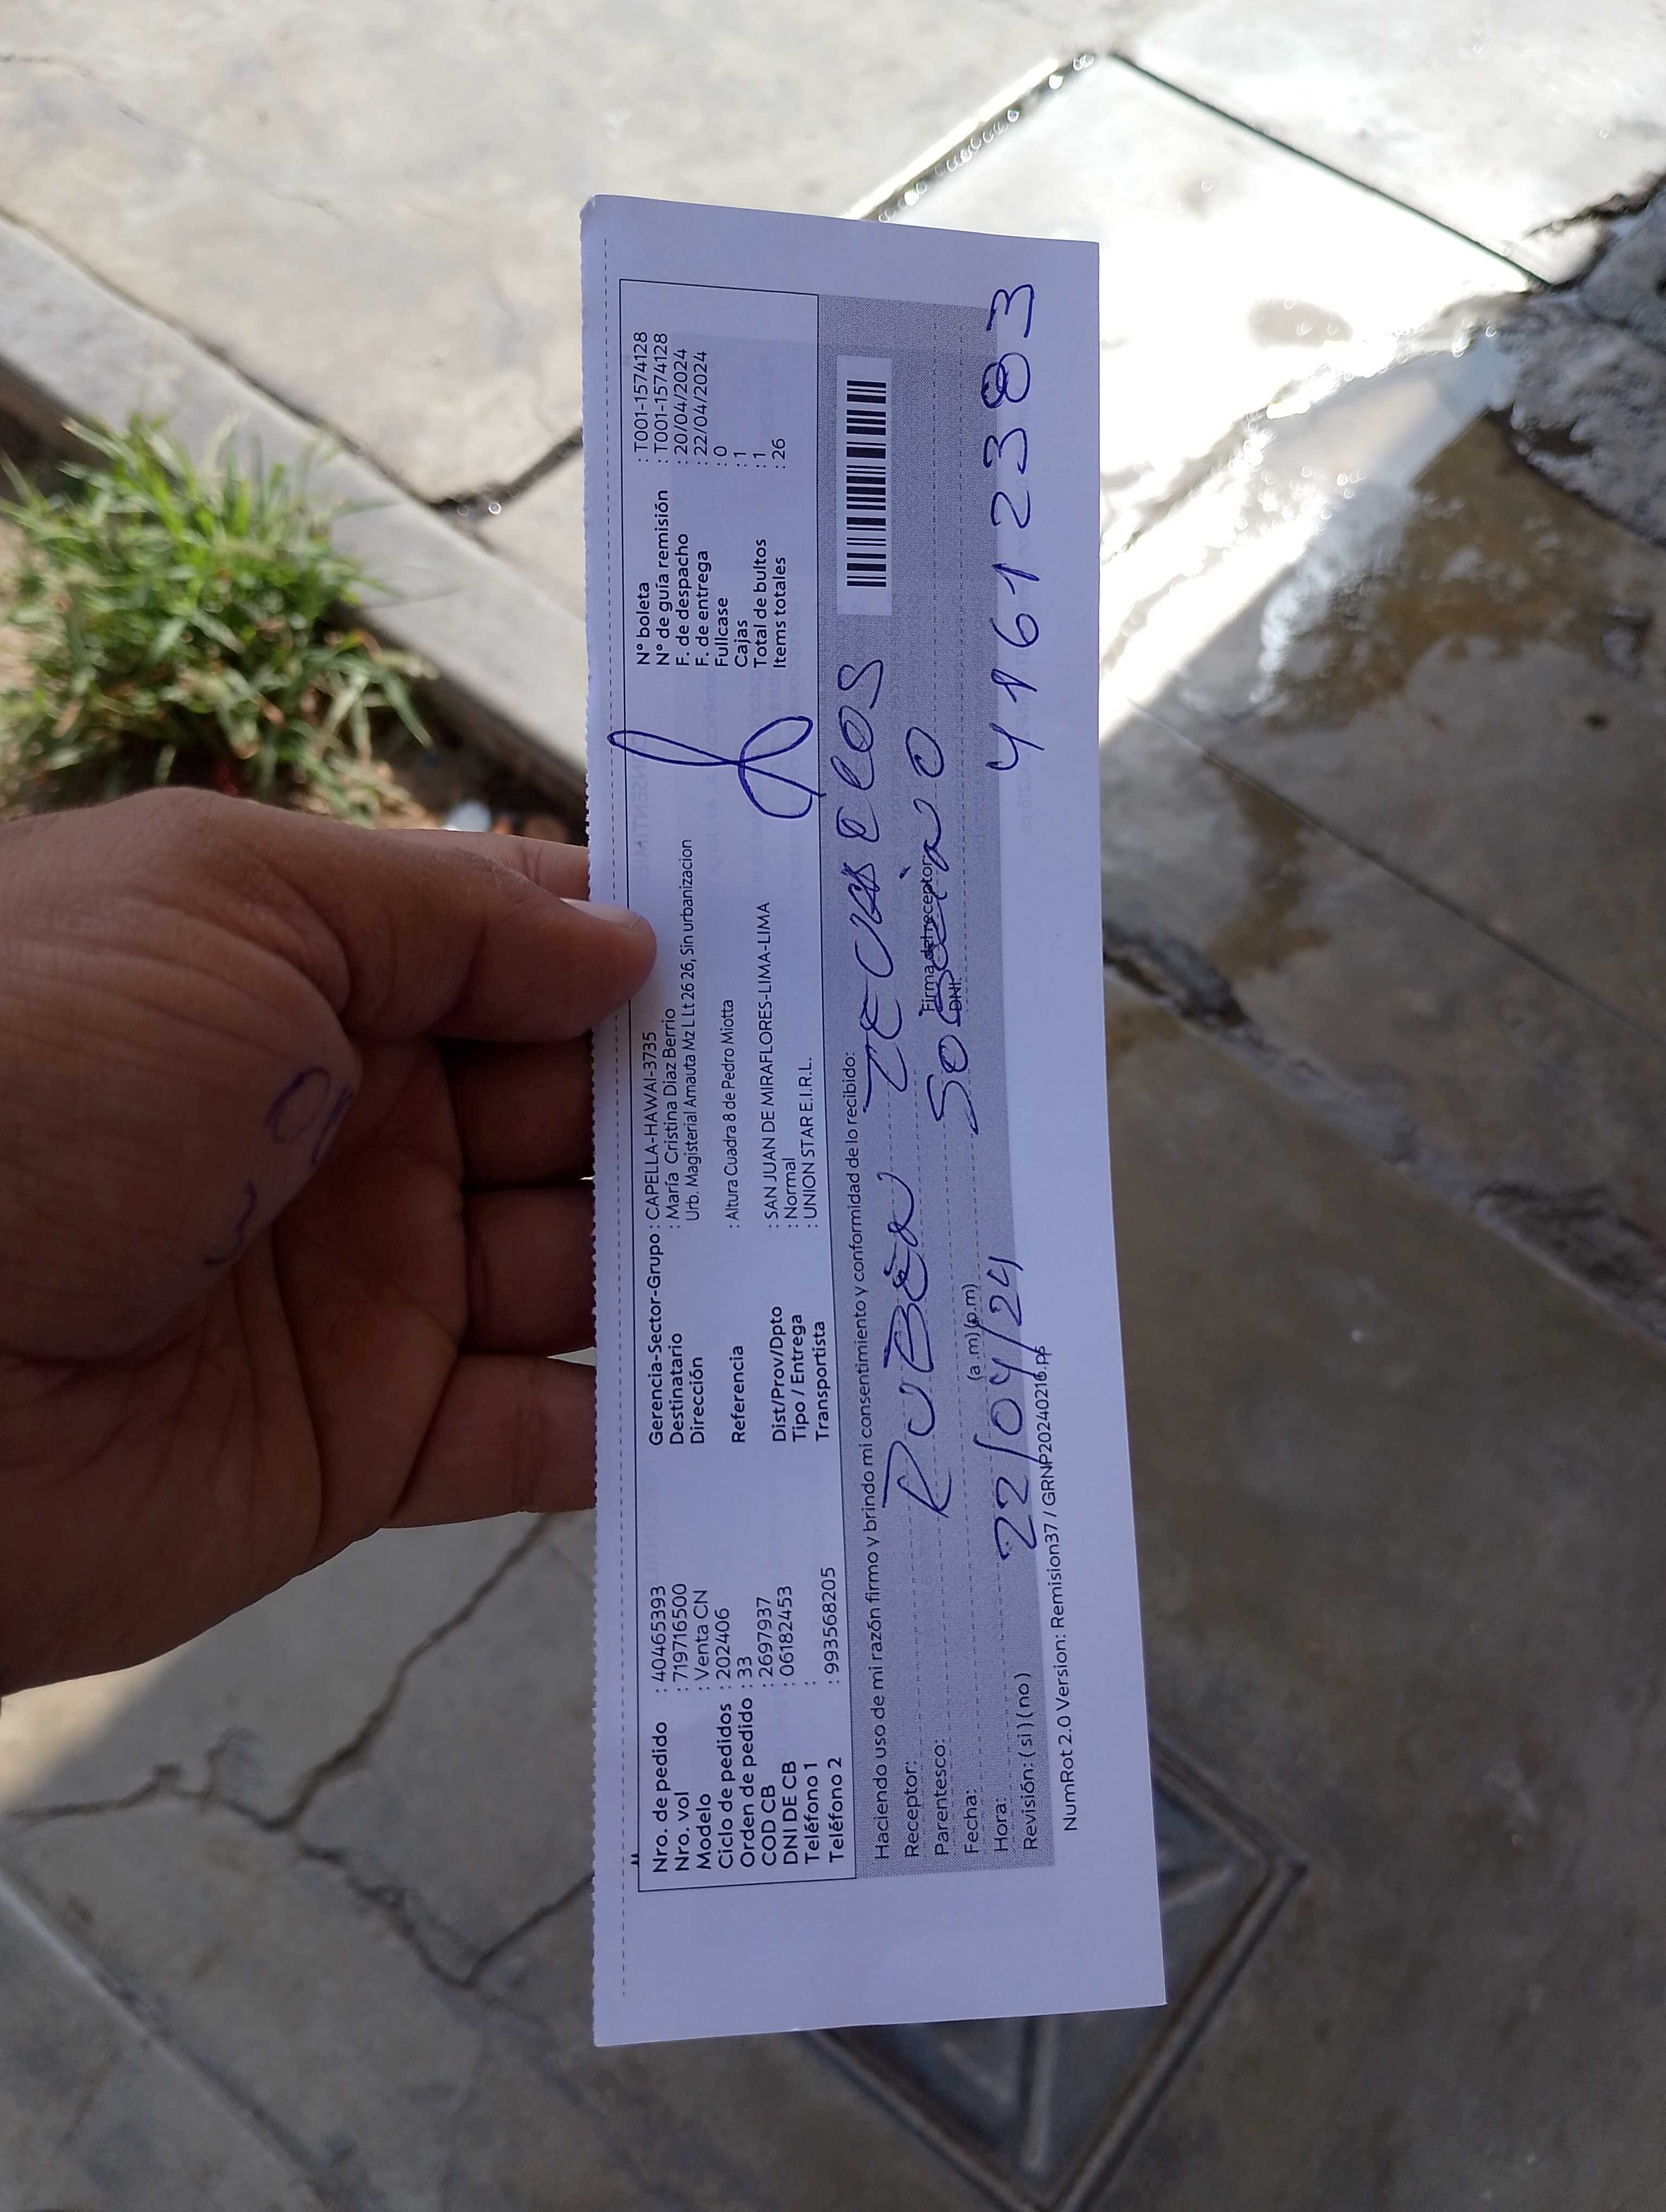 Nro. de pedido : 40465393
Nro. vol : 719716500
Modelo : Venta CN
Ciclo de pedidos : 202406
Orden de pedido : 33
COD CB : 2697937
DNI DE CB : 06182453
Teléfono 1 :
Teléfono 2 : 993568205
Gerencia-Sector-Grupo : CAPELLA-HAWAI-3735
Destinatario : María Cristina Diaz Berrio
Dirección Urb. Magisterial Amauta Mz L Lt 26 26, Sin urbanizacion
Referencia : Altura Cuadra 8 de Pedro Miotta
Dist/Prov/Dpto : SAN JUAN DE MIRAFLORES-LIMA-LIMA
Tipo / Entrega : Normal
Transportista : UNION STAR E.I.R.L.
N° boleta : T001-1574128
N° de guía remisión : T001-1574128
F. de despacho : 20/04/2024
F. de entrega : 22/04/2024
Fullcase : 0
Cajas : 1
Total de bultos : 1
Items totales : 26
Haciendo uso de mi razón firmo y brindo mi consentimiento y conformidad de lo recibido:
Receptor: RUBEN
Parentesco:
Fecha: (a .m) (p.m)
Hora: 22/04/24
Revisión: ( si ) ( no )
Firma del receptor
DNI:
41612383
NumRot 2.0 Version: Remision37 / GRNP20240216.p6